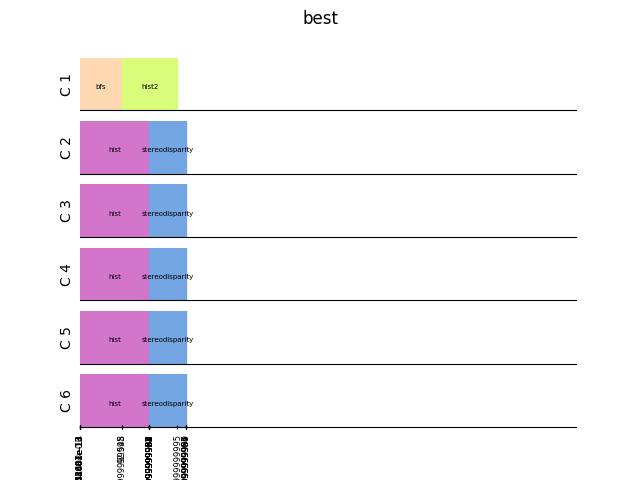 best
C 1
bfs
hist2
C 2
hist
stereodisparity
C 3
hist
stereodisparity
C 4
hist
stereodisparity
C 5
hist
stereodisparity
C 6
hist
stereodisparity